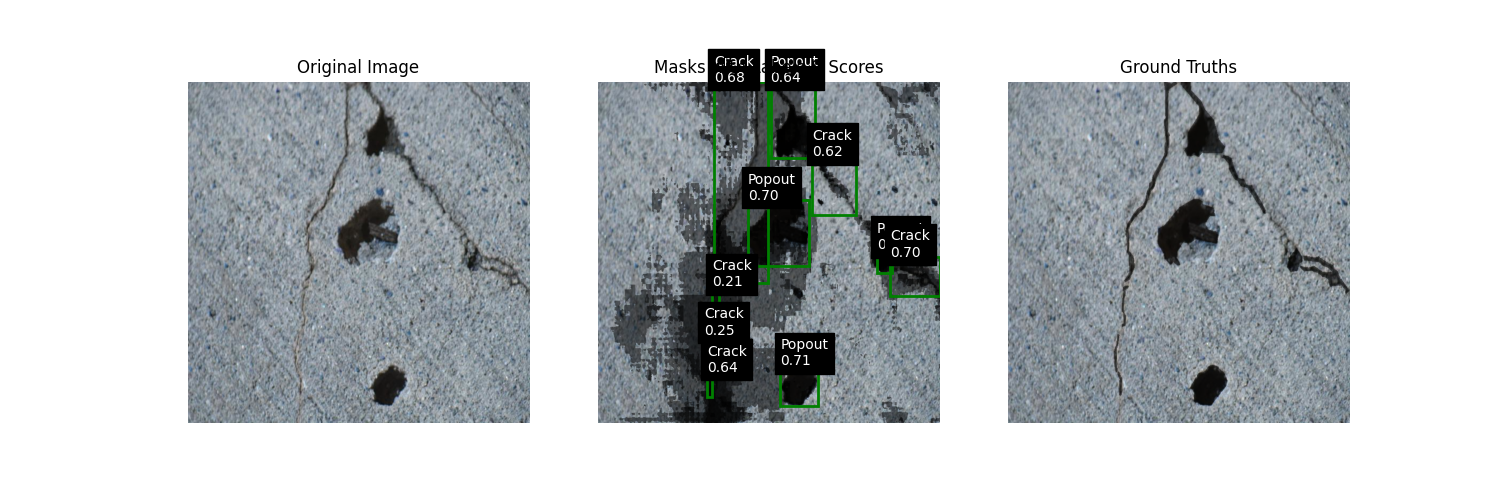 Original Image
Masks
Scores
Ground Truths
Crack
0.68
Popout
0.64
Crack
0.62
Popout
0.70
Crack
0.70
Crack
0.21
Crack
0.25
Crack
0.64
Popout
0.71